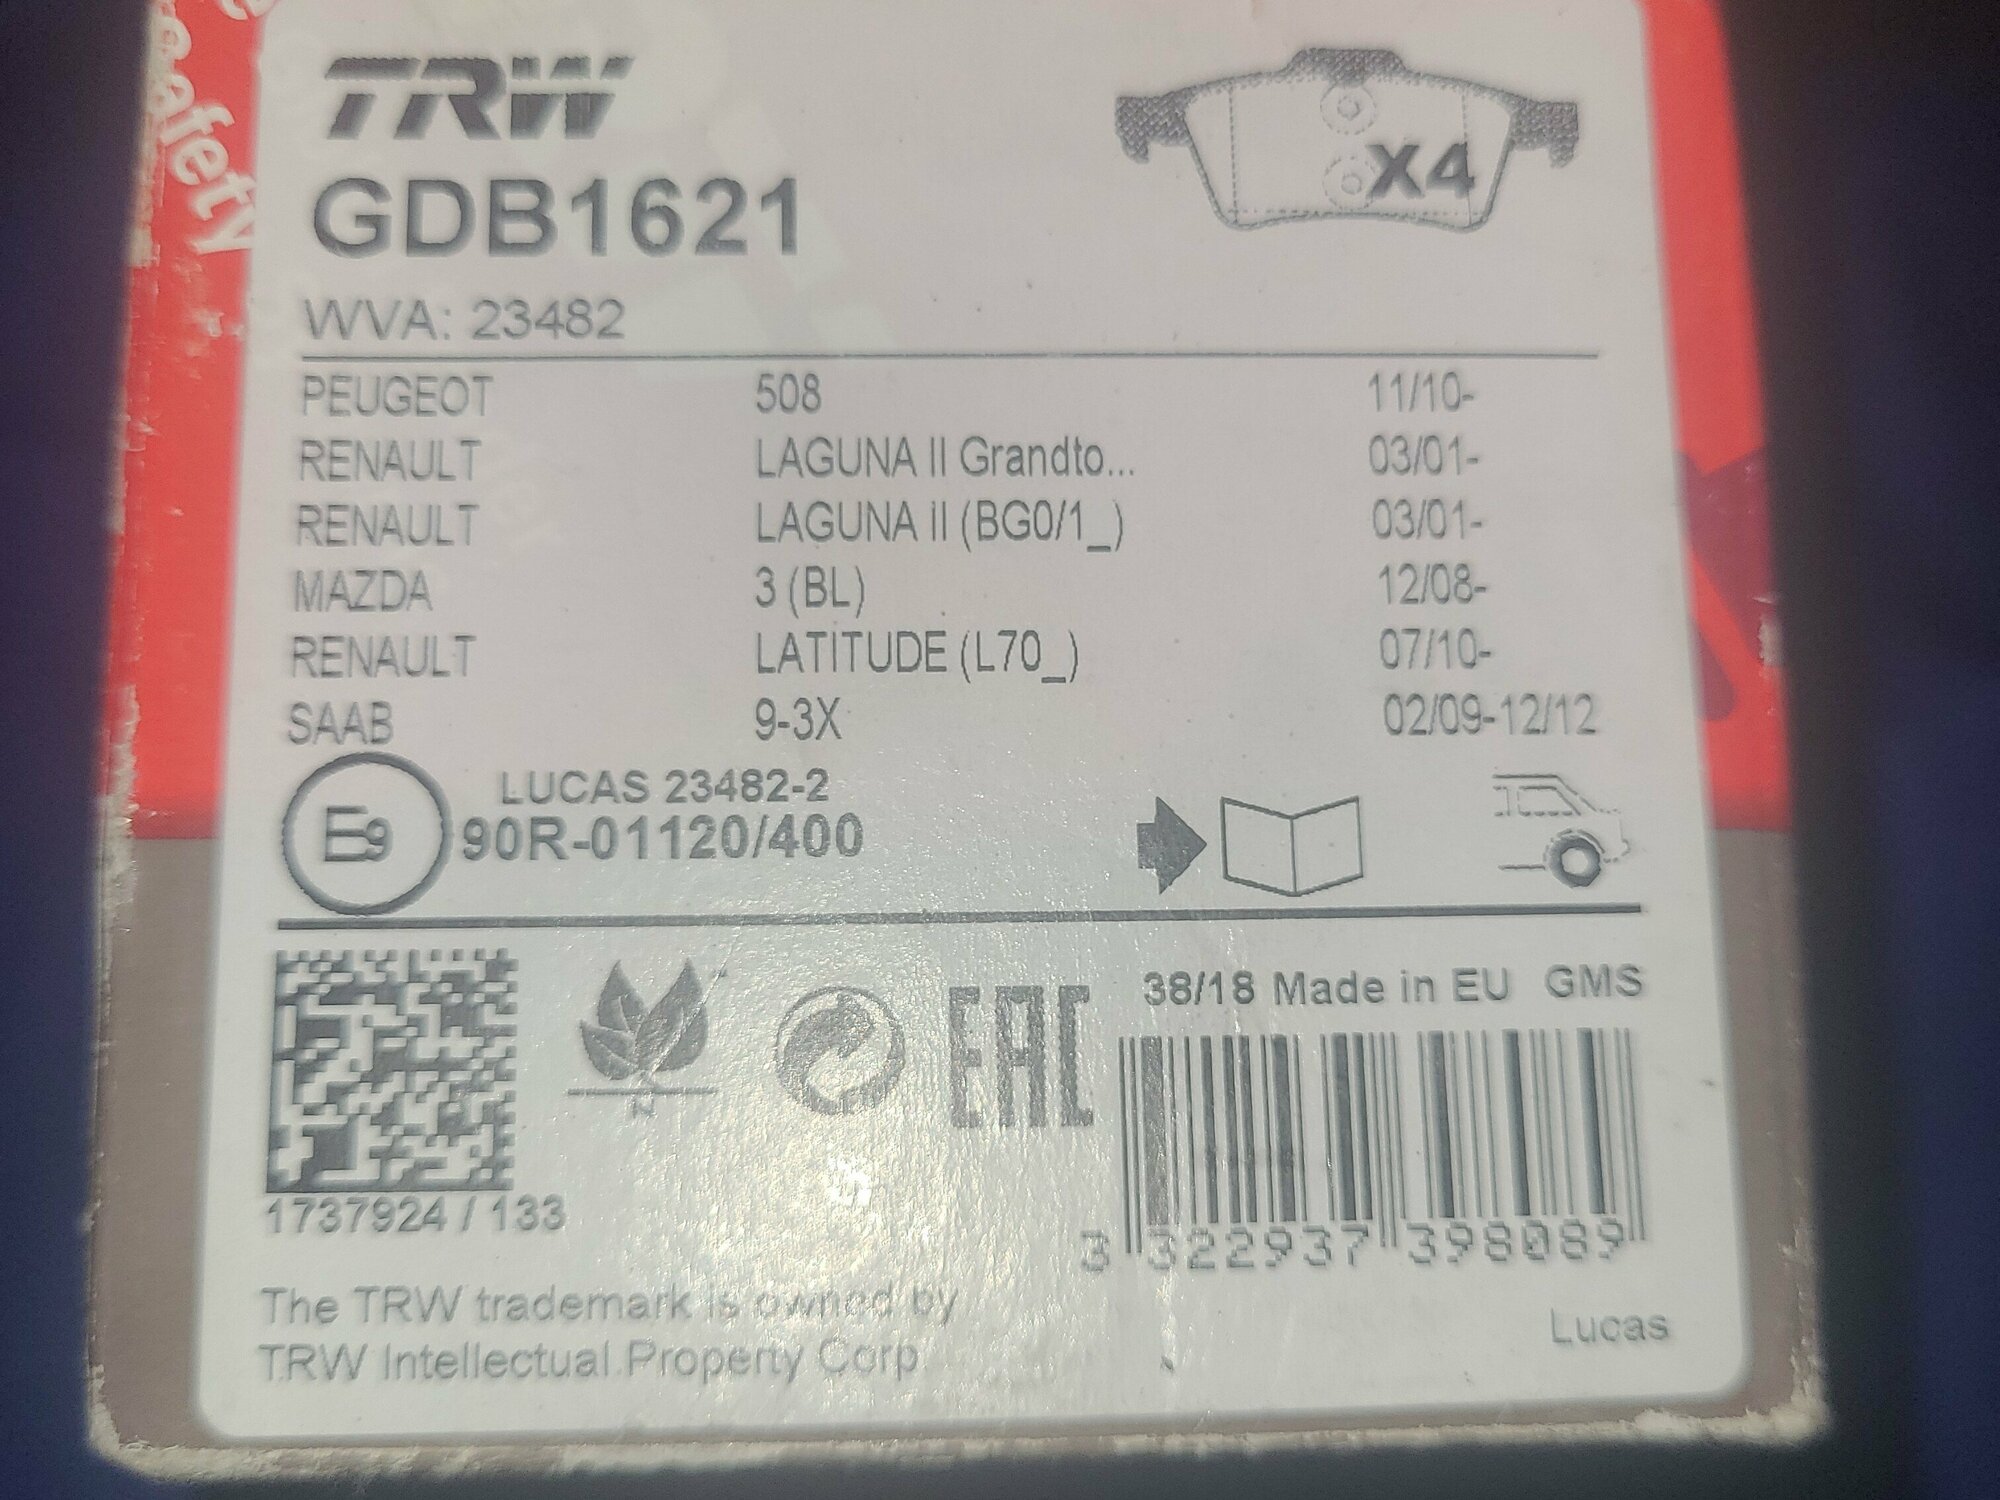 safety
TRW
X4
GDB1621
WVA: 23482
PEUGEOT 508 11/10-
RENAULT LAGUNA II Grandto... 03/01-
RENAULT LAGUNA II (BG0/1_) 03/01-
MAZDA 3 (BL) 12/08-
RENAULT LATITUDE (L70_) 07/10-
SAAB 9-3X 02/09-12/12
LUCAS 23482-2
E9 90R-01120/400
38/18 Made in EU GMS
EAC
1737924 / 133
3 322937 398089
The TRW trademark is owned by
TRW Intellectual Property Corp.
Lucas